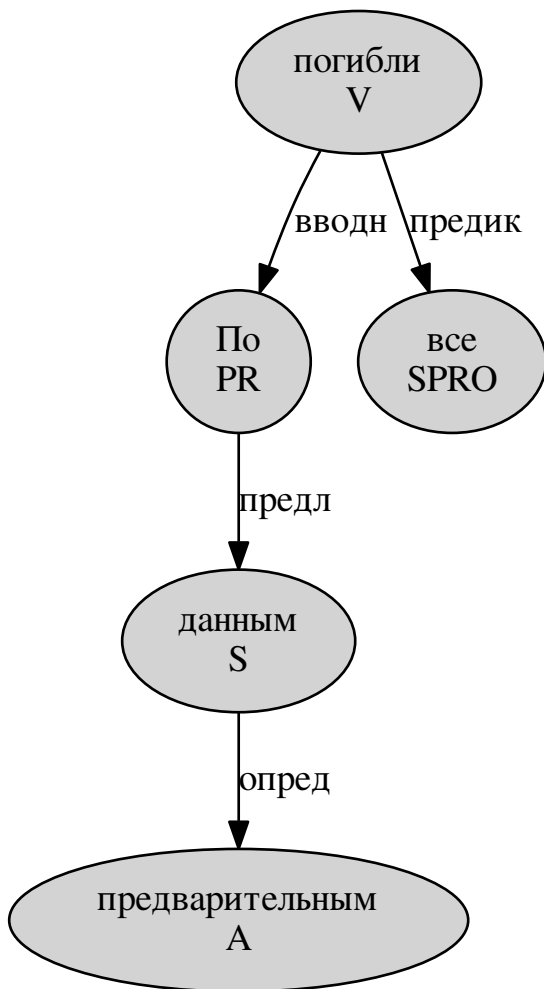 погибли
V
вводн предик
По
PR
все
SPRO
предл
данным
S
опред
предварительным
A